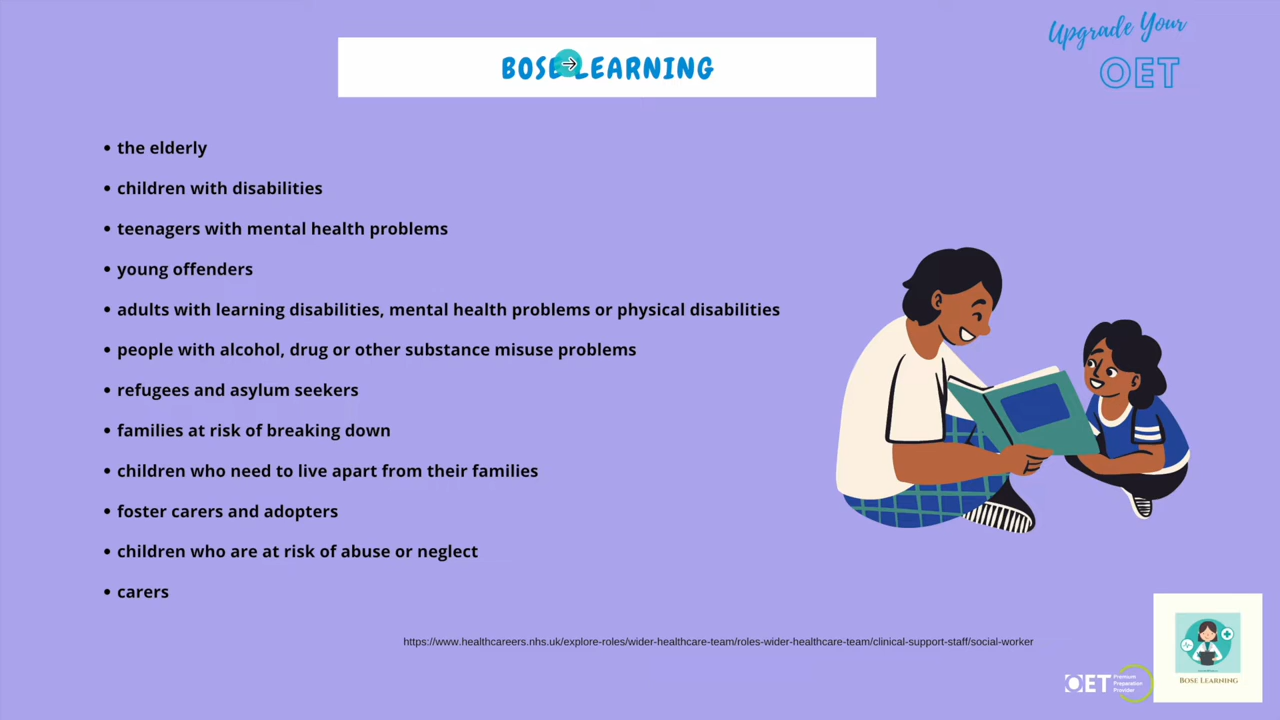 Upgrade Your
OET
BOSE LEARNING
• the elderly
• children with disabilities
• teenagers with mental health problems
• young offenders
• adults with learning disabilities, mental health problems or physical disabilities
• people with alcohol, drug or other substance misuse problems
• refugees and asylum seekers
• families at risk of breaking down
• children who need to live apart from their families
• foster carers and adopters
• children who are at risk of abuse or neglect
• carers
https://www.healthcareers.nhs.uk/explore-roles/wider-healthcare-team/roles-wider-healthcare-team/clinical-support-staff/social-worker
OET Premium
Preparation
Provider
BOSE LEARNING